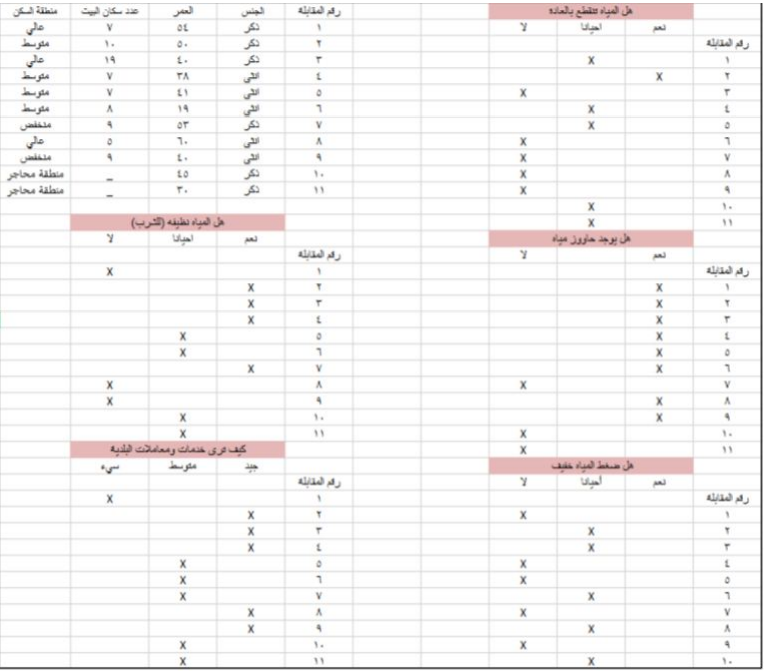 هل المياه تتقطع بالعاده
نعم احيانا لا
رقم المقابلة
١ X
٢ X
٣ X
٤ X
٥ X
٦ X
٧ X
٨ X
٩ X
١٠ X
١١ X
هل يوجد حاووز مياه
نعم لا
رقم المقابلة
١ X
٢ X
٣ X
٤ X
٥ X
٦ X
٧ X
٨ X
٩ X
١٠ X
١١ X
هل ضغط المياه خفيف
نعم أحيانا لا
رقم المقابلة
١ X
٢ X
٣ X
٤ X
٥ X
٦ X
٧ X
٨ X
٩ X
١٠ X
رقم المقابلة الجنس العمر عدد سكان البيت منطقة السكن
١ ذكر ٥٤ ٧ عالي
٢ ذكر ٥٠ ١٠ متوسط
٣ ذكر ٤٠ ١٩ عالي
٤ انثى ٣٨ ٧ متوسط
٥ انثى ٤١ ٧ متوسط
٦ انثي ١٩ ٨ متوسط
٧ ذكر ٥٣ ٩ منخفض
٨ انثى ٦٠ ٥ عالي
٩ انثى ٤٠ ٩ منخفض
١٠ ذكر ٤٥ _ منطقة محاجر
١١ ذكر ٣٠ _ منطقة محاجر
هل المياه نظيفه (للشرب)
نعم احيانا لا
رقم المقابلة
١ X
٢ X
٣ X
٤ X
٥ X
٦ X
٧ X
٨ X
٩ X
١٠ X
١١ X
كيف ترى خدمات ومعاملات البلدية
جيد متوسط سيء
رقم المقابلة
١ X
٢ X
٣ X
٤ X
٥ X
٦ X
٧ X
٨ X
٩ X
١٠ X
١١ X